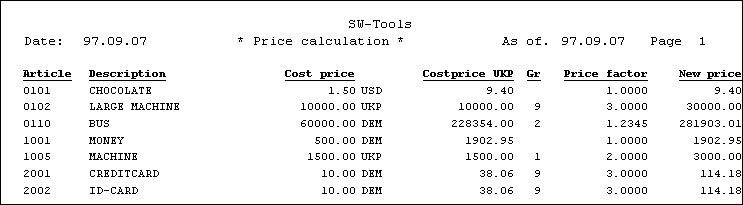 SW-Tools
Date: 97.09.07 * Price calculation * As of. 97.09.07 Page 1
Article Description Cost price Costprice UKP Gr Price factor New price
0101 CHOCOLATE 1.50 USD 9.40 1.0000 9.40
0102 LARGE MACHINE 10000.00 UKP 10000.00 9 3.0000 30000.00
0110 BUS 60000.00 DEM 228354.00 2 1.2345 281903.01
1001 MONEY 500.00 DEM 1902.95 1.0000 1902.95
1005 MACHINE 1500.00 UKP 1500.00 1 2.0000 3000.00
2001 CREDITCARD 10.00 DEM 38.06 9 3.0000 114.18
2002 ID-CARD 10.00 DEM 38.06 9 3.0000 114.18